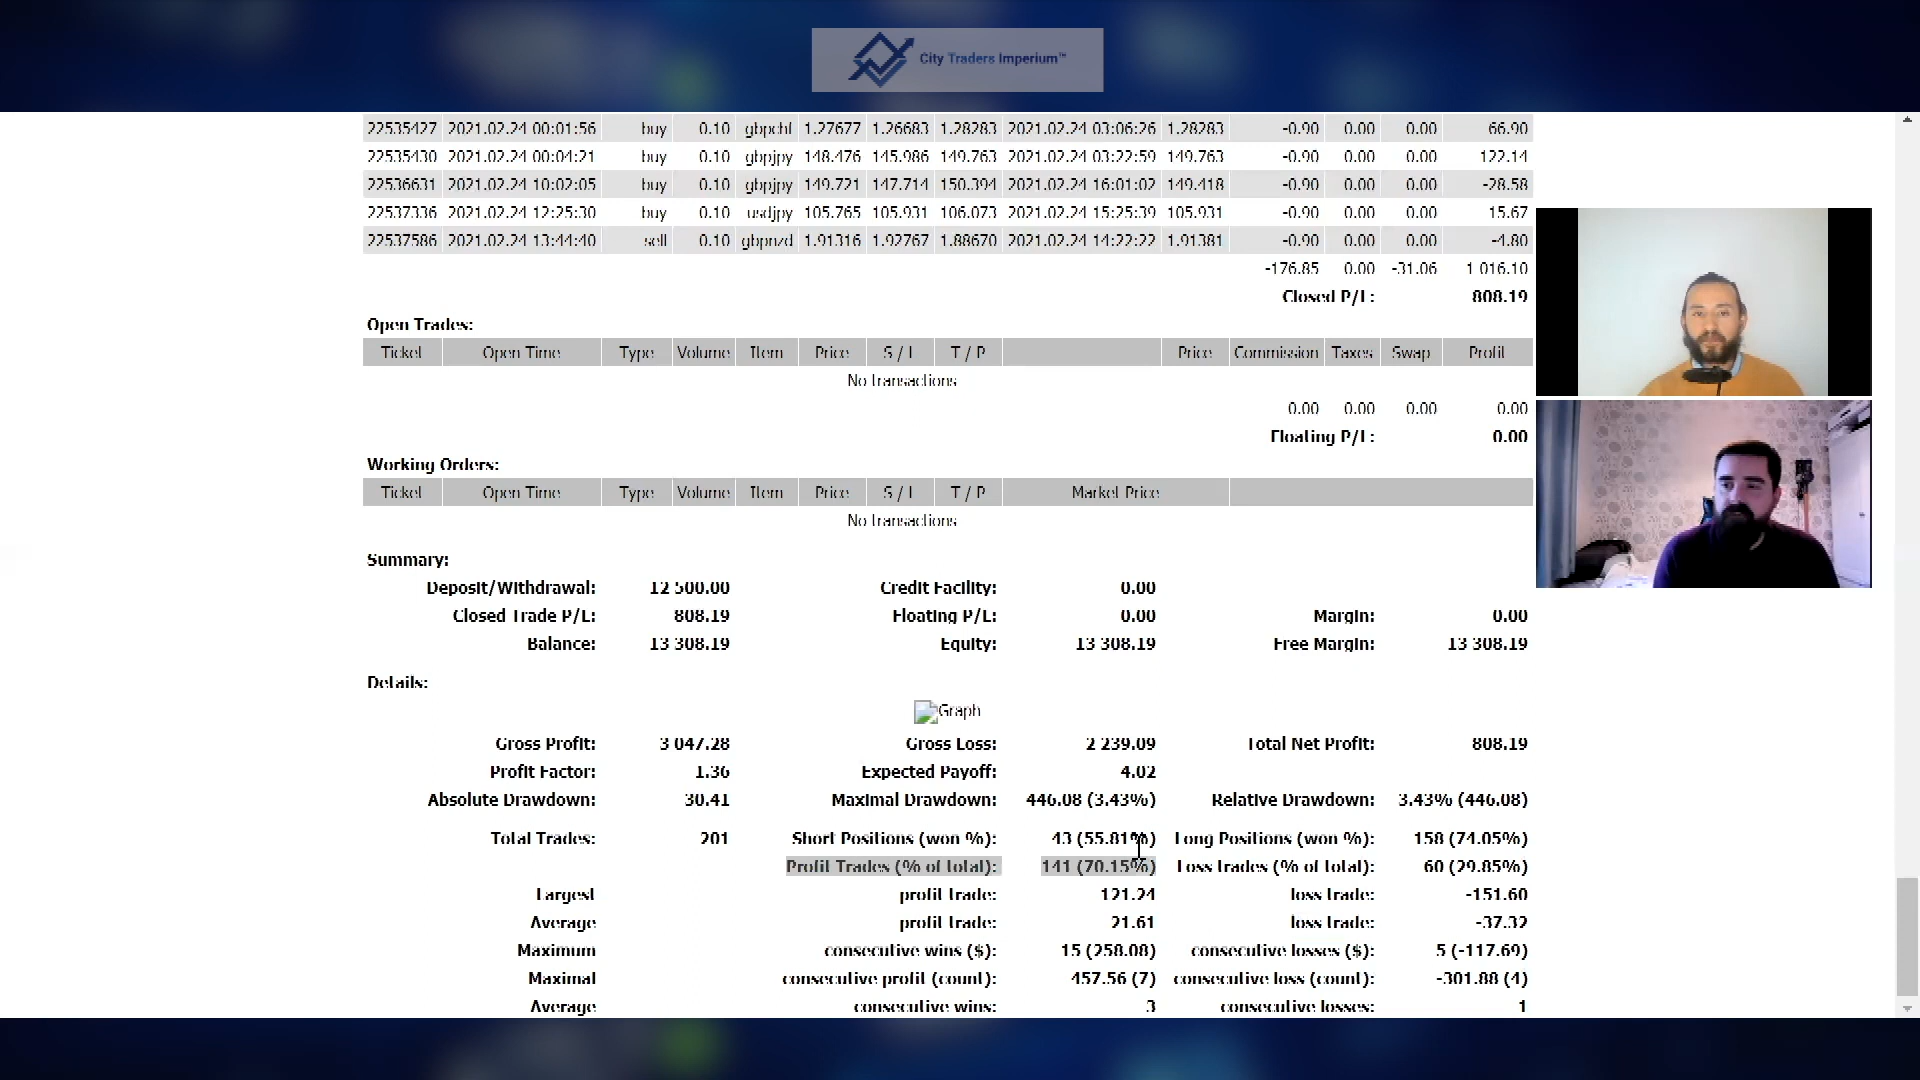 City Traders Imperium™
22535427 2021.02.24 00:01:56 buy 0.10 gbpchf 1.27677 1.26683 1.28283 2021.02.24 03:06:26 1.28283 -0.90 0.00 0.00 66.90
22535430 2021.02.24 00:04:21 buy 0.10 gbpjpy 148.476 145.986 149.763 2021.02.24 03:22:59 149.763 -0.90 0.00 0.00 122.14
22536631 2021.02.24 10:02:05 buy 0.10 gbpjpy 149.721 147.714 150.394 2021.02.24 16:01:02 149.418 -0.90 0.00 0.00 -28.58
22537336 2021.02.24 12:25:30 buy 0.10 usdjpy 105.765 105.931 106.073 2021.02.24 15:25:39 105.931 -0.90 0.00 0.00 15.67
22537586 2021.02.24 13:44:40 sell 0.10 gbpnzd 1.91316 1.92767 1.88670 2021.02.24 14:22:22 1.91381 -0.90 0.00 0.00 -4.80
-176.85 0.00 -31.06 1 016.10
Closed P/L: 808.19
Open Trades:
Ticket Open Time Type Volume Item Price S / L T / P Price Commission Taxes Swap Profit
No transactions
0.00 0.00 0.00 0.00
Floating P/L: 0.00
Working Orders:
Ticket Open Time Type Volume Item Price S / L T / P Market Price
No transactions
Summary:
Deposit/Withdrawal: 12 500.00 Credit Facility: 0.00
Closed Trade P/L: 808.19 Floating P/L: 0.00 Margin: 0.00
Balance: 13 308.19 Equity: 13 308.19 Free Margin: 13 308.19
Details:
Graph
Gross Profit: 3 047.28 Gross Loss: 2 239.09 Total Net Profit: 808.19
Profit Factor: 1.36 Expected Payoff: 4.02
Absolute Drawdown: 30.41 Maximal Drawdown: 446.08 (3.43%) Relative Drawdown: 3.43% (446.08)
Total Trades: 201 Short Positions (won %): 43 (55.81%) Long Positions (won %): 158 (74.05%)
Profit Trades (% of total): 141 (70.15%) Loss trades (% of total): 60 (29.85%)
Largest profit trade: 121.24 loss trade: -151.60
Average profit trade: 21.61 loss trade: -37.32
Maximum consecutive wins ($): 15 (258.08) consecutive losses ($): 5 (-117.69)
Maximal consecutive profit (count): 457.56 (7) consecutive loss (count): -301.88 (4)
Average consecutive wins: 3 consecutive losses: 1